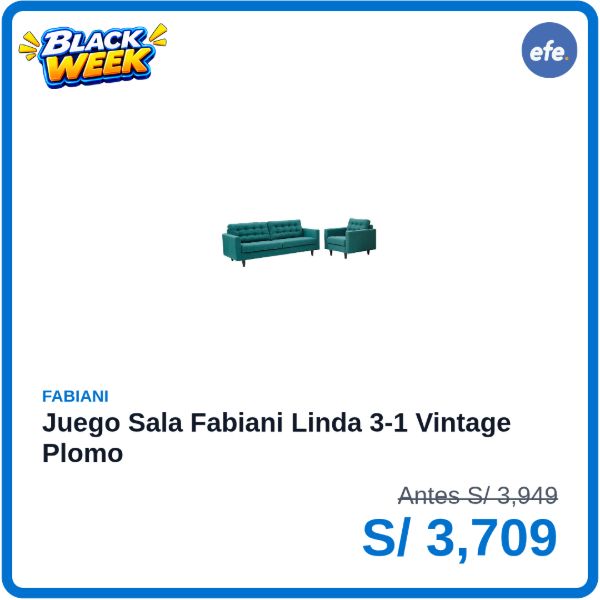 BLACK
WEEK
efe.
FABIANI
Juego Sala Fabiani Linda 3-1 Vintage
Plomo
Antes S/ 3,949
S/ 3,709